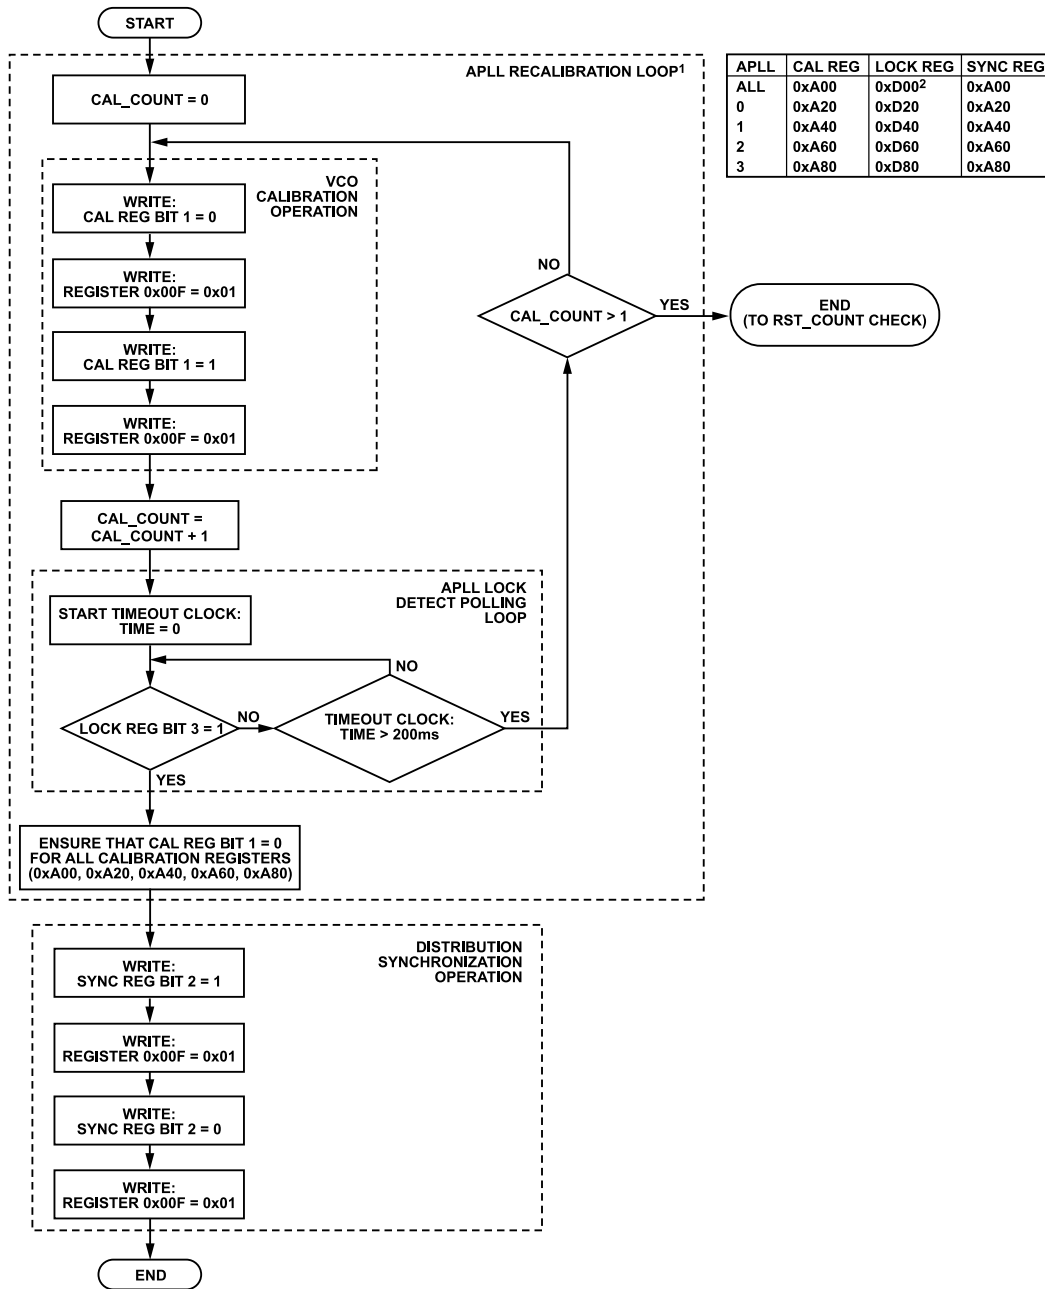 START
APLL RECALIBRATION LOOP1
CAL_COUNT = 0
VCO
CALIBRATION
OPERATION
WRITE:
CAL REG BIT 1 = 0
WRITE:
REGISTER 0x00F = 0x01
WRITE:
CAL REG BIT 1 = 1
WRITE:
REGISTER 0x00F = 0x01
CAL_COUNT =
CAL_COUNT + 1
APLL LOCK
DETECT POLLING
LOOP
START TIMEOUT CLOCK:
TIME = 0
NO
LOCK REG BIT 3 = 1
NO
TIMEOUT CLOCK:
TIME > 200ms
YES
YES
NO
CAL_COUNT > 1
YES
END
(TO RST_COUNT CHECK)
ENSURE THAT CAL REG BIT 1 = 0
FOR ALL CALIBRATION REGISTERS
(0xA00, 0xA20, 0xA40, 0xA60, 0xA80)
DISTRIBUTION
SYNCHRONIZATION
OPERATION
WRITE:
SYNC REG BIT 2 = 1
WRITE:
REGISTER 0x00F = 0x01
WRITE:
SYNC REG BIT 2 = 0
WRITE:
REGISTER 0x00F = 0x01
END
APLL CAL REG LOCK REG SYNC REG
ALL 0xA00 0xD002 0xA00
0 0xA20 0xD20 0xA20
1 0xA40 0xD40 0xA40
2 0xA60 0xD60 0xA60
3 0xA80 0xD80 0xA80